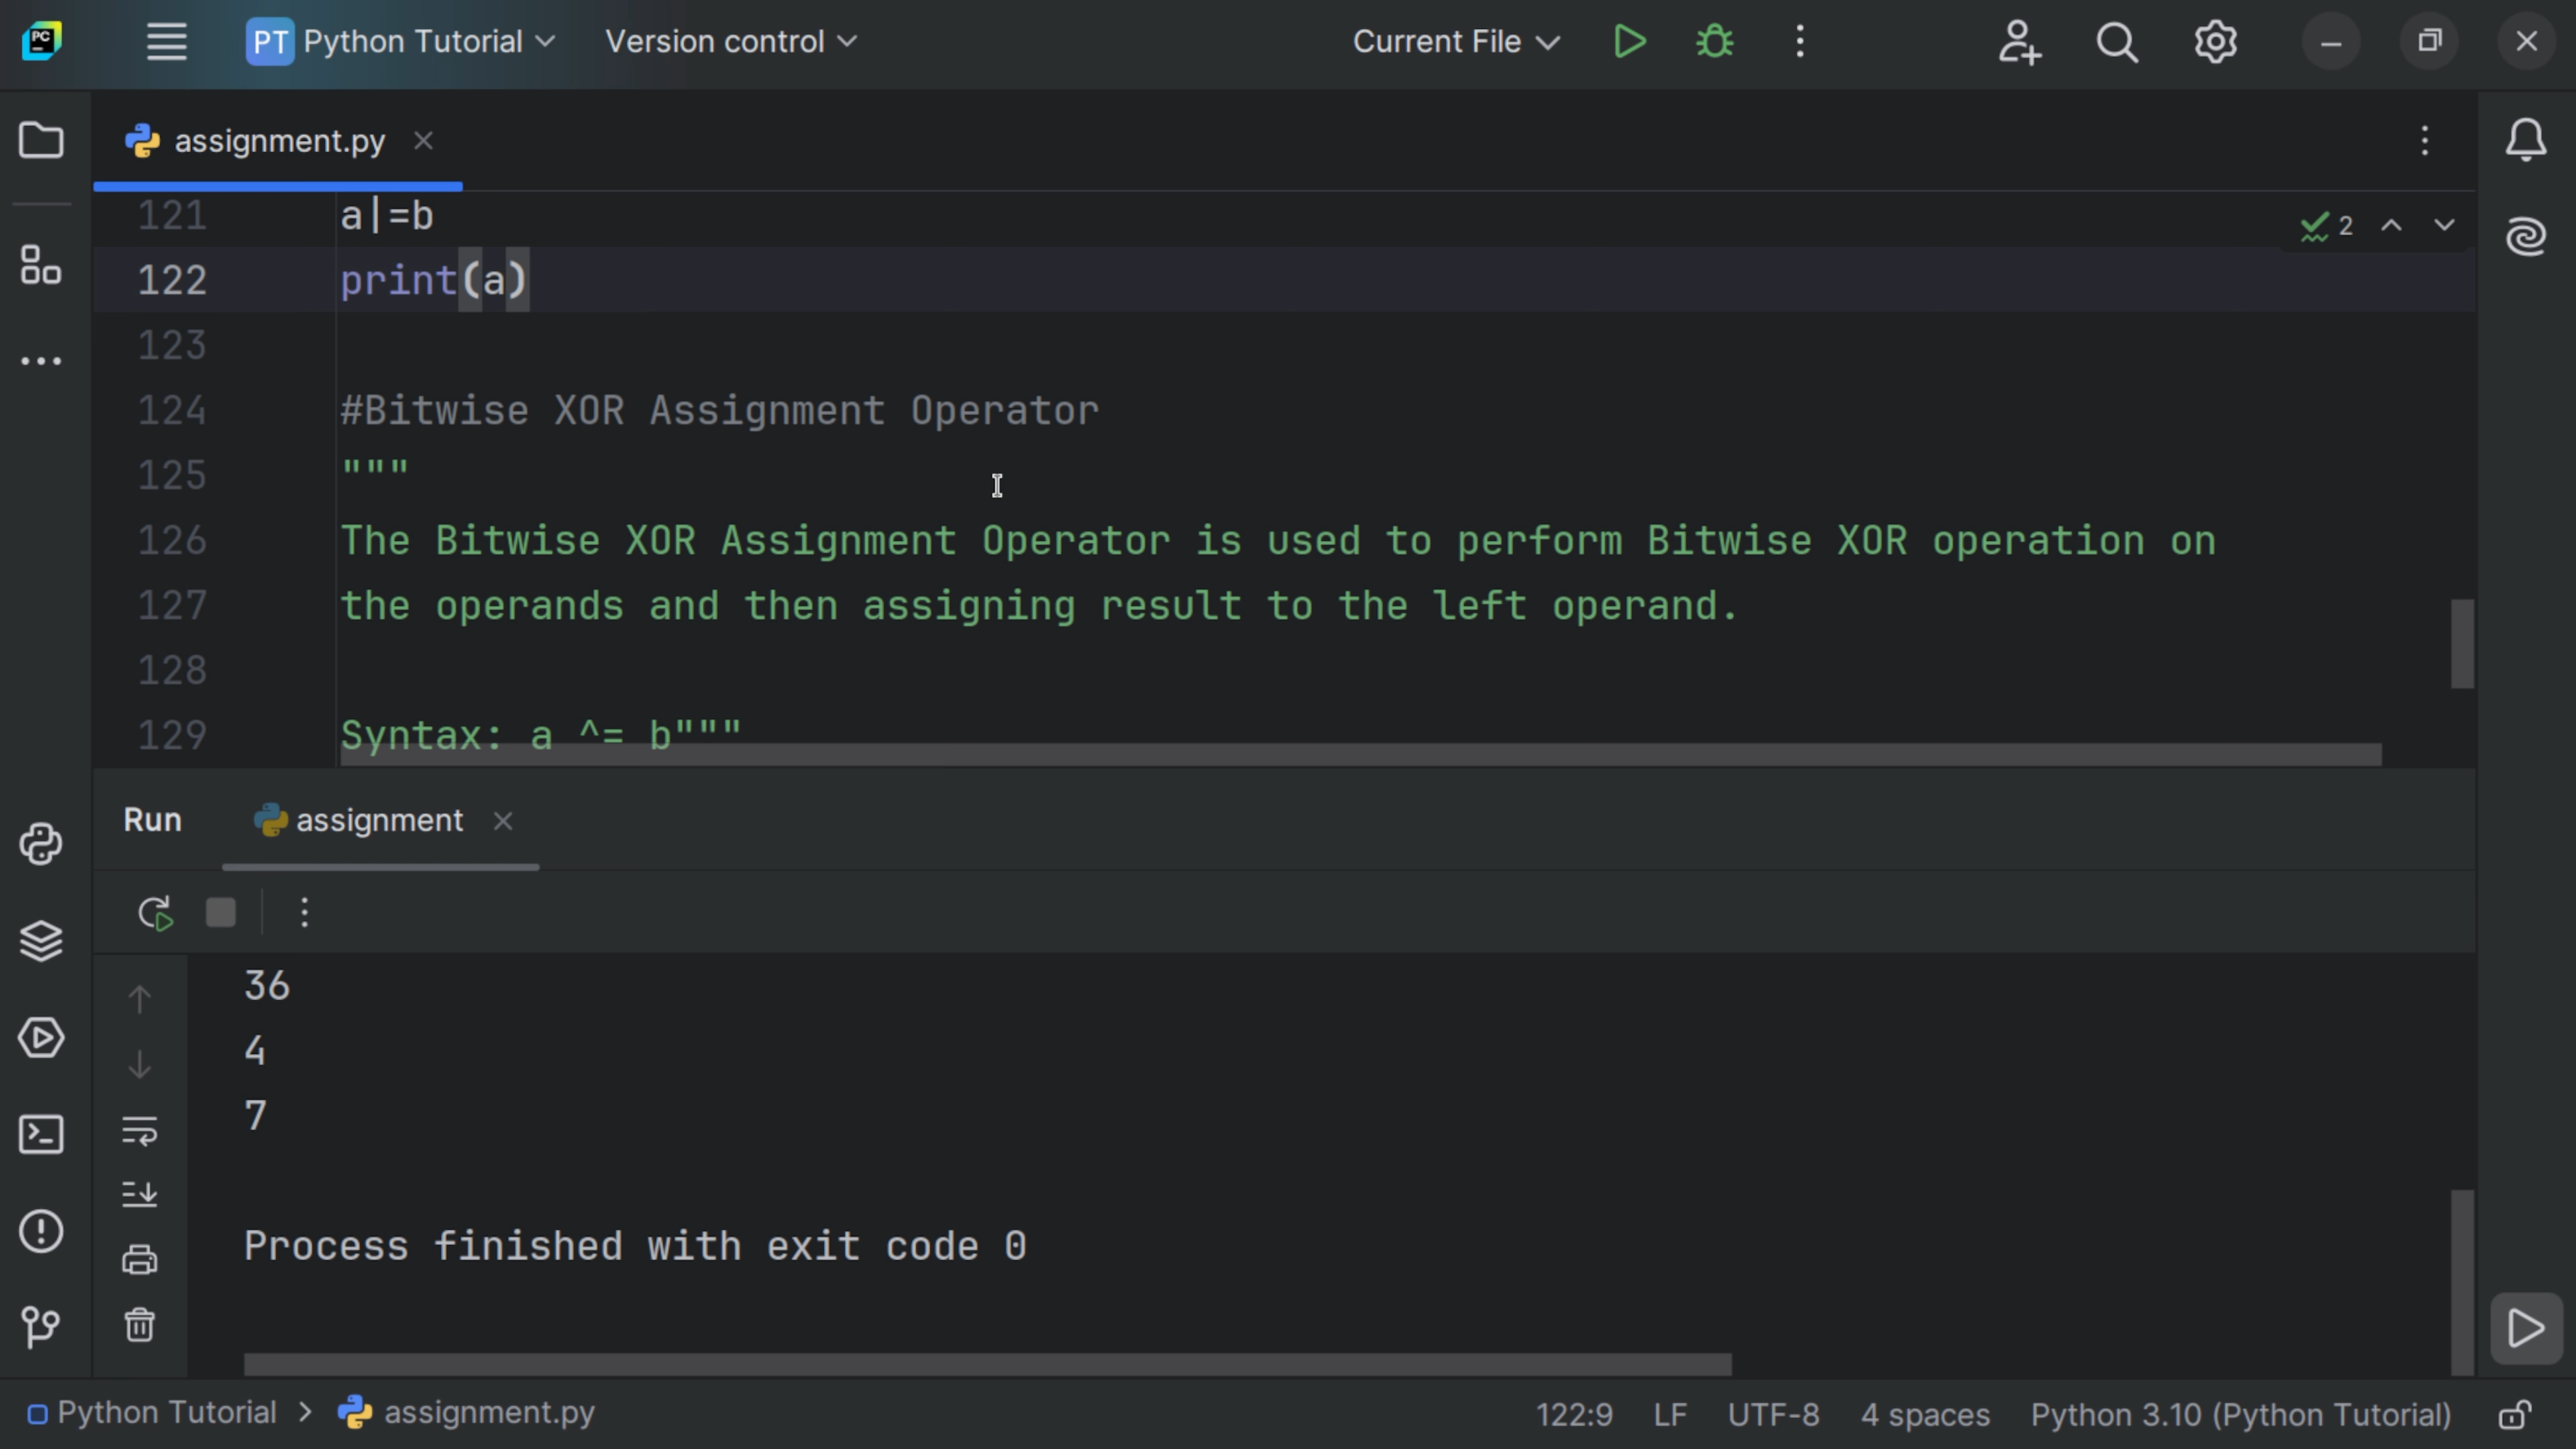 PC
PT Python Tutorial
Version control
Current File
assignment.py
2
121 a|=b
122 print(a)
123
124 #Bitwise XOR Assignment Operator
125 """
126 The Bitwise XOR Assignment Operator is used to perform Bitwise XOR operation on
127 the operands and then assigning result to the left operand.
128
129 Syntax: a ^= b"""
Run assignment
36
4
7
Process finished with exit code 0
Python Tutorial > assignment.py
122:9 LF UTF-8 4 spaces Python 3.10 (Python Tutorial)